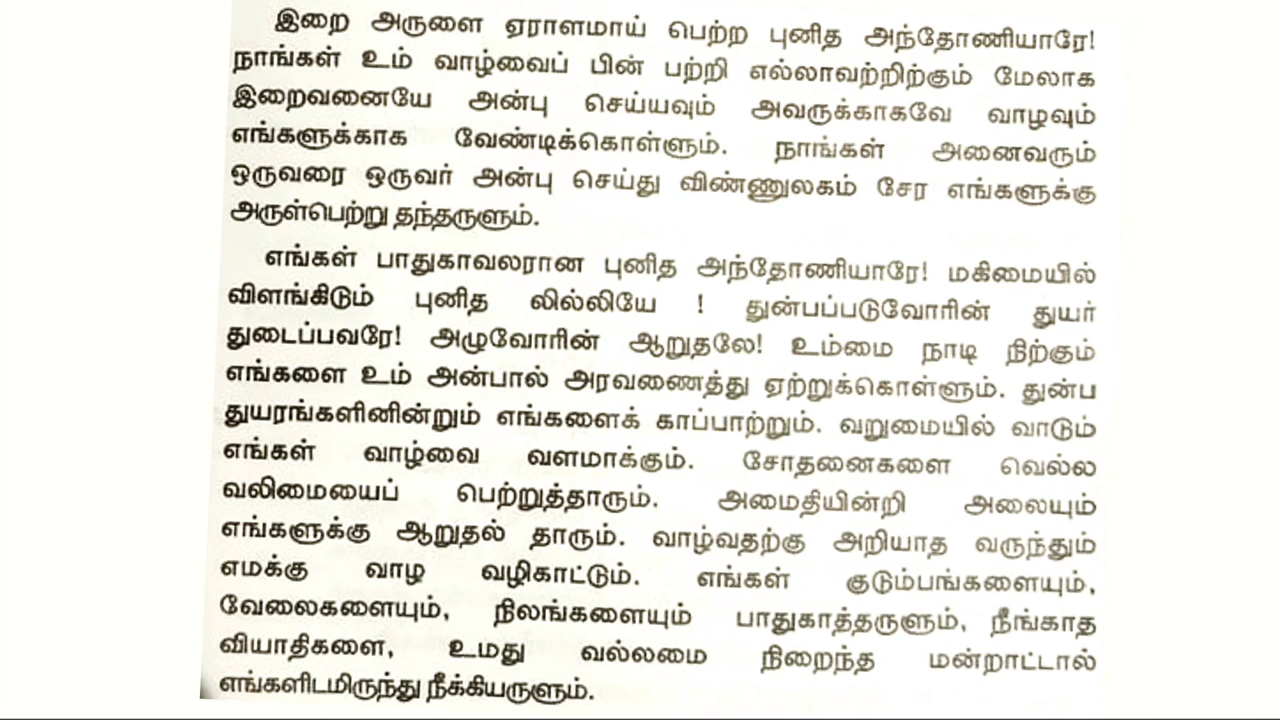 இறை அருளை ஏராளமாய் பெற்ற புனித அந்தோணியாரே!
நாங்கள் உம் வாழ்வைப் பின் பற்றி எல்லாவற்றிற்கும் மேலாக
இறைவனையே அன்பு செய்யவும் அவருக்காகவே வாழவும்
எங்களுக்காக வேண்டிக்கொள்ளும். நாங்கள் அனைவரும்
ஒருவரை ஒருவர் அன்பு செய்து விண்ணுலகம் சேர எங்களுக்கு
அருள்பெற்று தந்தருளும்.
எங்கள் பாதுகாவலரான புனித அந்தோணியாரே! மகிமையில்
விளங்கிடும் புனித லில்லியே ! துன்பப்படுவோரின் துயர்
துடைப்பவரே! அழுவோரின் ஆறுதலே! உம்மை நாடி நிற்கும்
எங்களை உம் அன்பால் அரவணைத்து ஏற்றுக்கொள்ளும். துன்ப
துயரங்களினின்றும் எங்களைக் காப்பாற்றும். வறுமையில் வாடும்
எங்கள் வாழ்வை வளமாக்கும். சோதனைகளை வெல்ல
வலிமையைப் பெற்றுத்தாரும். அமைதியின்றி அலையும்
எங்களுக்கு ஆறுதல் தாரும். வாழ்வதற்கு அறியாத வருந்தும்
எமக்கு வாழ வழிகாட்டும். எங்கள் குடும்பங்களையும்,
வேலைகளையும், நிலங்களையும் பாதுகாத்தருளும், நீங்காத
வியாதிகளை, உமது வல்லமை நிறைந்த மன்றாட்டால்
எங்களிடமிருந்து நீக்கியருளும்.